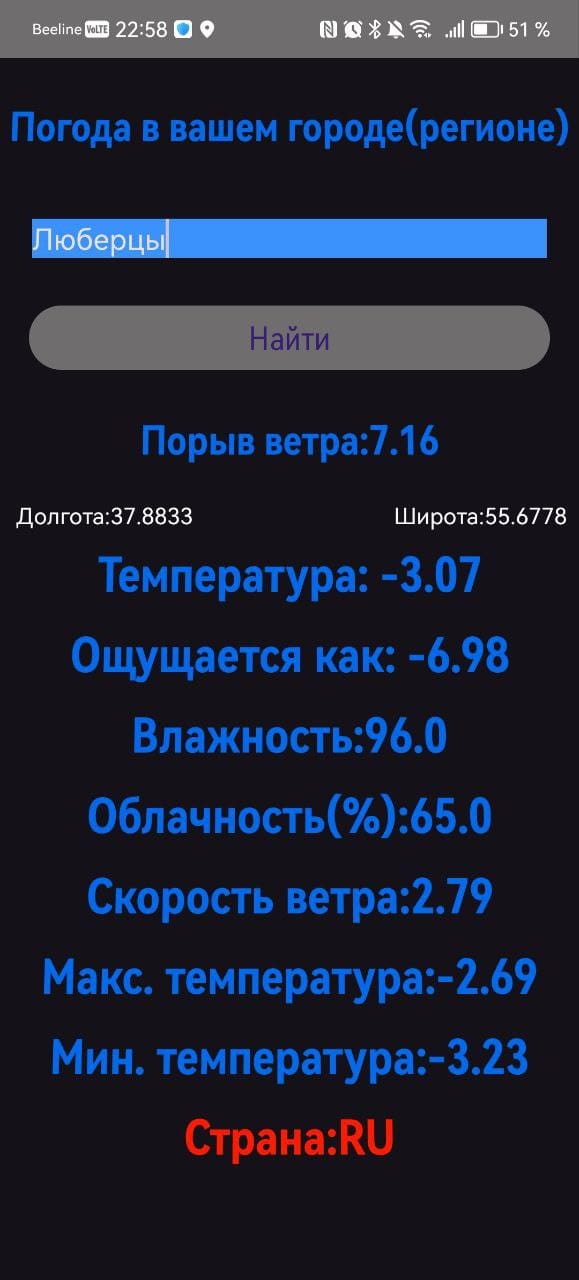 Beeline VoLTE 22:58 51 %
Погода в вашем городе(регионе)
Люберцы
Найти
Порыв ветра:7.16
Долгота:37.8833 Широта:55.6778
Температура: -3.07
Ощущается как: -6.98
Влажность:96.0
Облачность(%):65.0
Скорость ветра:2.79
Макс. температура:-2.69
Мин. температура:-3.23
Страна:RU